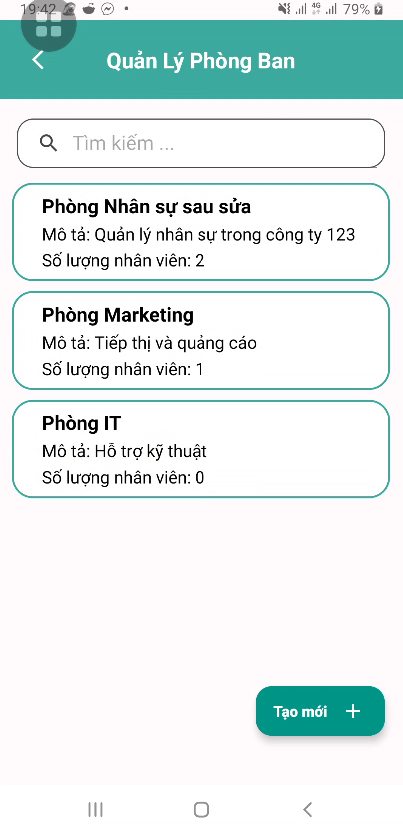 19:42
4G
79%
Quản Lý Phòng Ban
Tìm kiếm ...
Phòng Nhân sự sau sửa
Mô tả: Quản lý nhân sự trong công ty 123
Số lượng nhân viên: 2
Phòng Marketing
Mô tả: Tiếp thị và quảng cáo
Số lượng nhân viên: 1
Phòng IT
Mô tả: Hỗ trợ kỹ thuật
Số lượng nhân viên: 0
Tạo mới